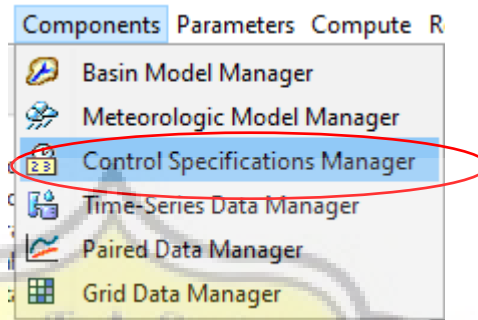 Components Parameters Compute R
Basin Model Manager
Meteorologic Model Manager
Control Specifications Manager
Time-Series Data Manager
Paired Data Manager
Grid Data Manager